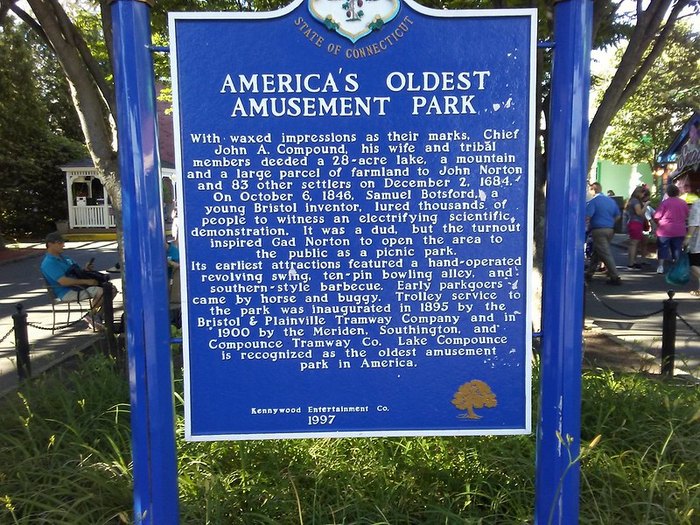 STATE OF CONNECTICUT
AMERICA'S OLDEST
AMUSEMENT PARK
With waxed impressions as their marks, Chief
John A. Compound, his wife and tribal
members deeded a 28-acre lake, a mountain
and a large parcel of farmland to John Norton
and 83 other settlers on December 2, 1684.
On October 6, 1846, Samuel Botsford, a
young Bristol inventor, lured thousands of
people to witness an electrifying scientific
demonstration. It was a dud, but the turnout
inspired Gad Norton to open the area to
the public as a picnic park.
Its earliest attractions featured a hand-operated
revolving swing, ten-pin bowling alley, and
southern-style barbecue. Early parkgoers
came by horse and buggy. Trolley service to
the park was inaugurated in 1895 by the
Bristol & Plainville Tramway Company and in
1900 by the Meriden, Southington, and
Compounce Tramway Co. Lake Compounce
is recognized as the oldest amusement
park in America.
Kennywood Entertainment Co.
1997